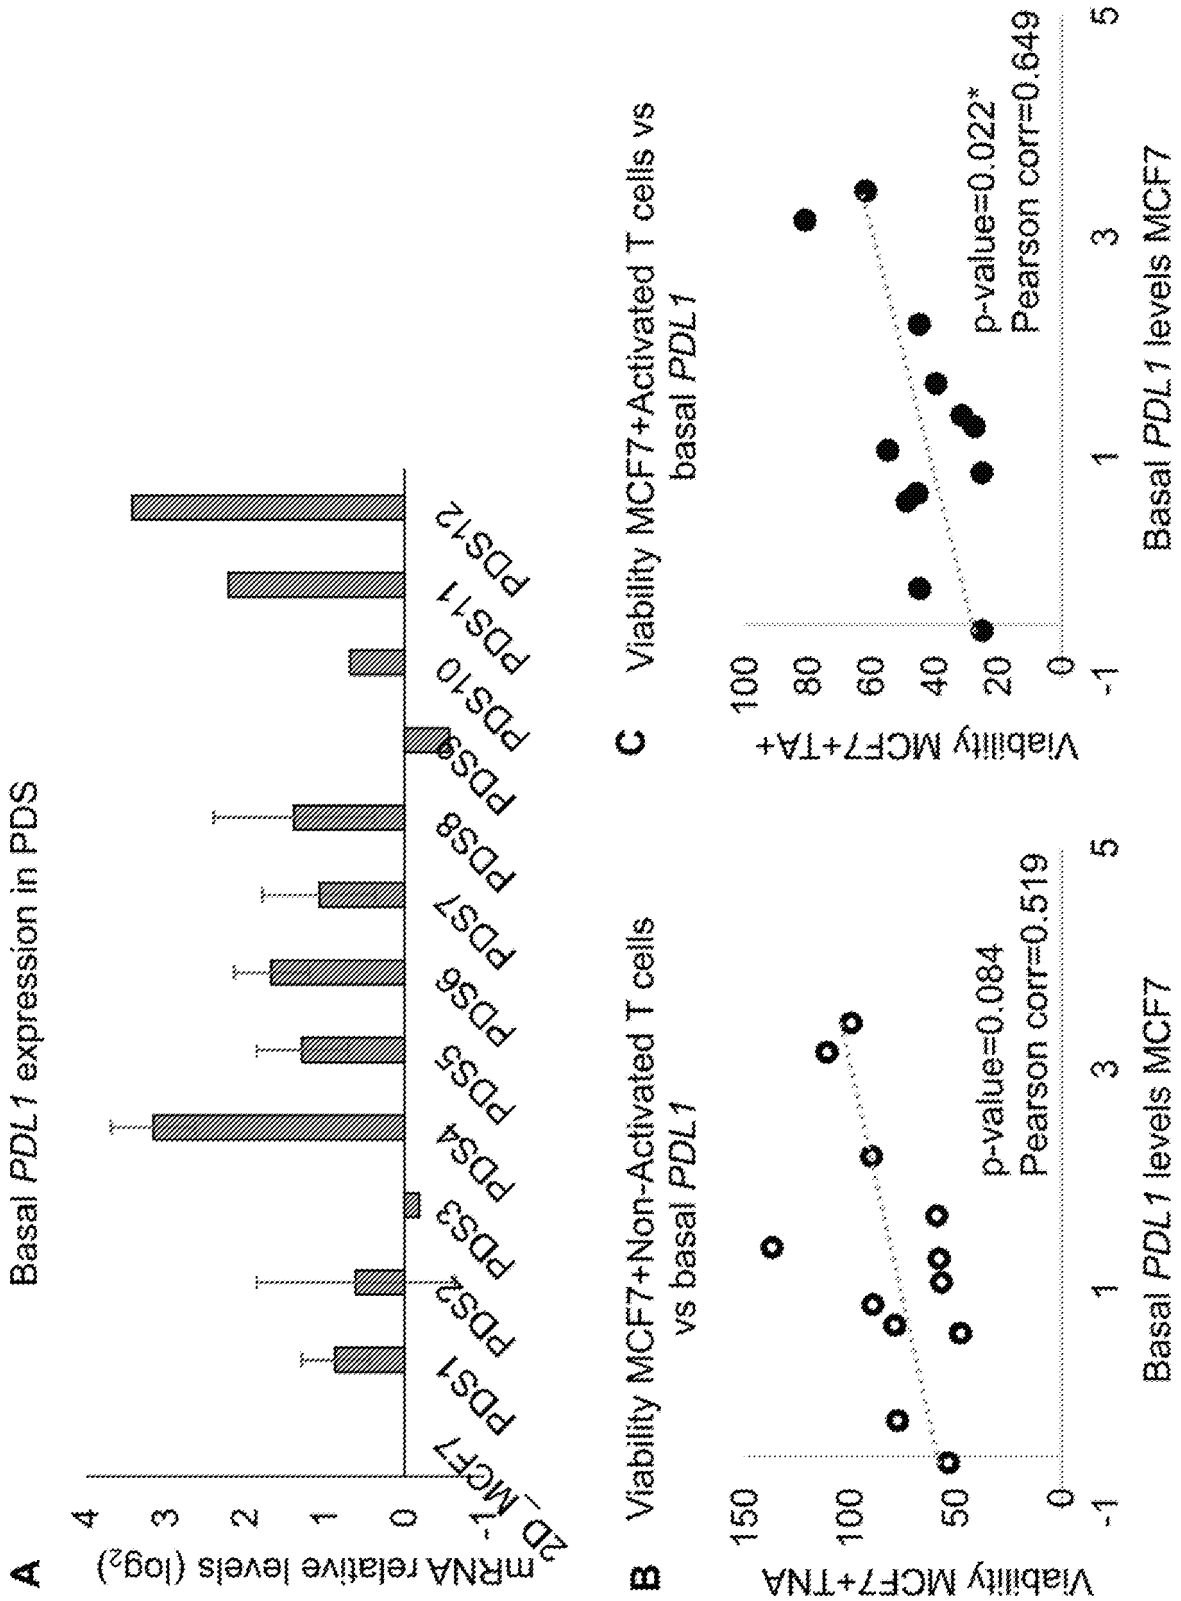 A
Basal PDL1 expression in PDS
mRNA relative levels (log2)
4
3
2
1
0
-1
2D_MCF7
PDS1
PDS2
PDS3
PDS4
PDS5
PDS6
PDS7
PDS8
PDS9
PDS10
PDS11
PDS12
B
Viability MCF7+Non-Activated T cells
vs basal PDL1
Viability MCF7+TNA
150
100
50
0
-1
1
3
5
p-value=0.084
Pearson corr=0.519
Basal PDL1 levels MCF7
C
Viability MCF7+Activated T cells vs
basal PDL1
Viability MCF7+TA+
100
80
60
40
20
0
-1
1
3
5
p-value=0.022*
Pearson corr=0.649
Basal PDL1 levels MCF7